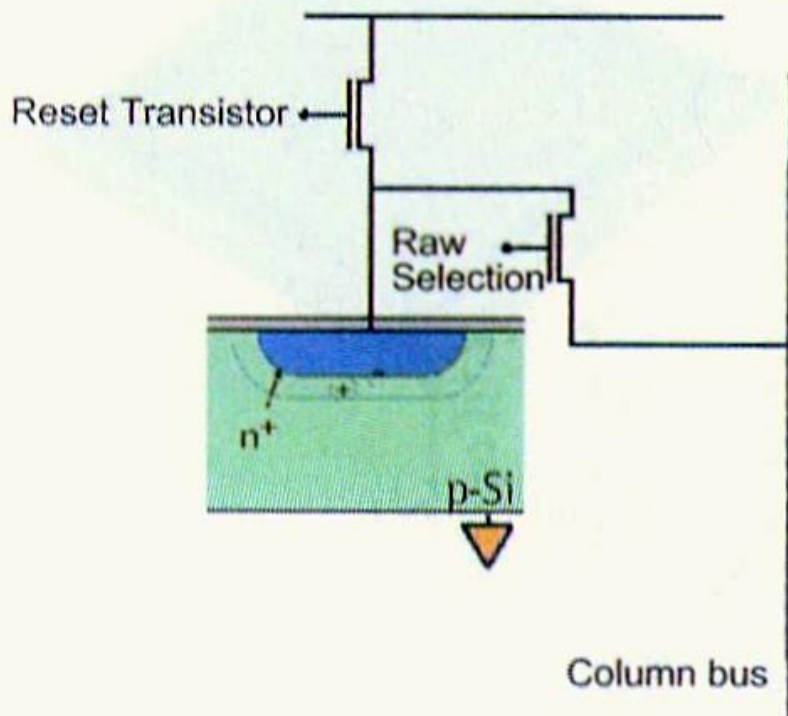 Reset Transistor
Raw
Selection
n⁺
p-Si
Column bus